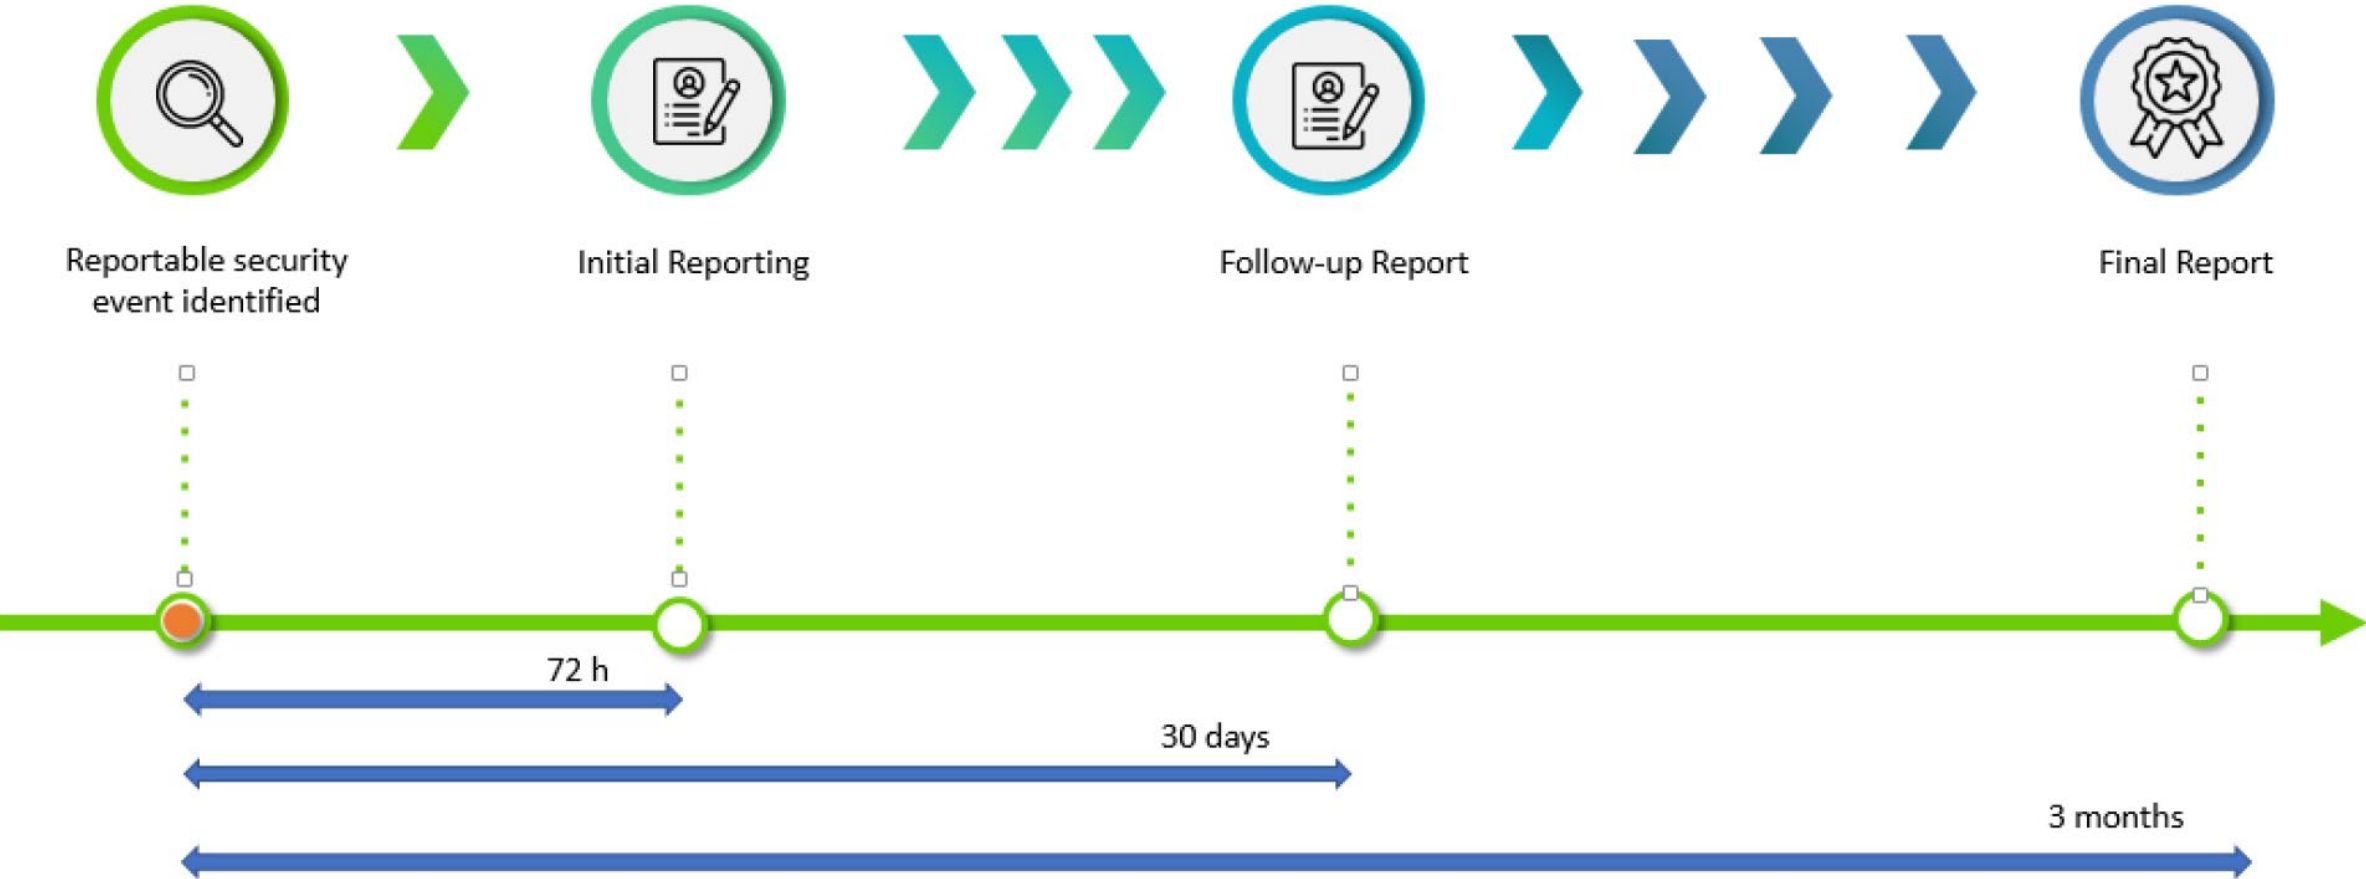 Reportable security
event identified
Initial Reporting
Follow-up Report
Final Report
72 h
30 days
3 months